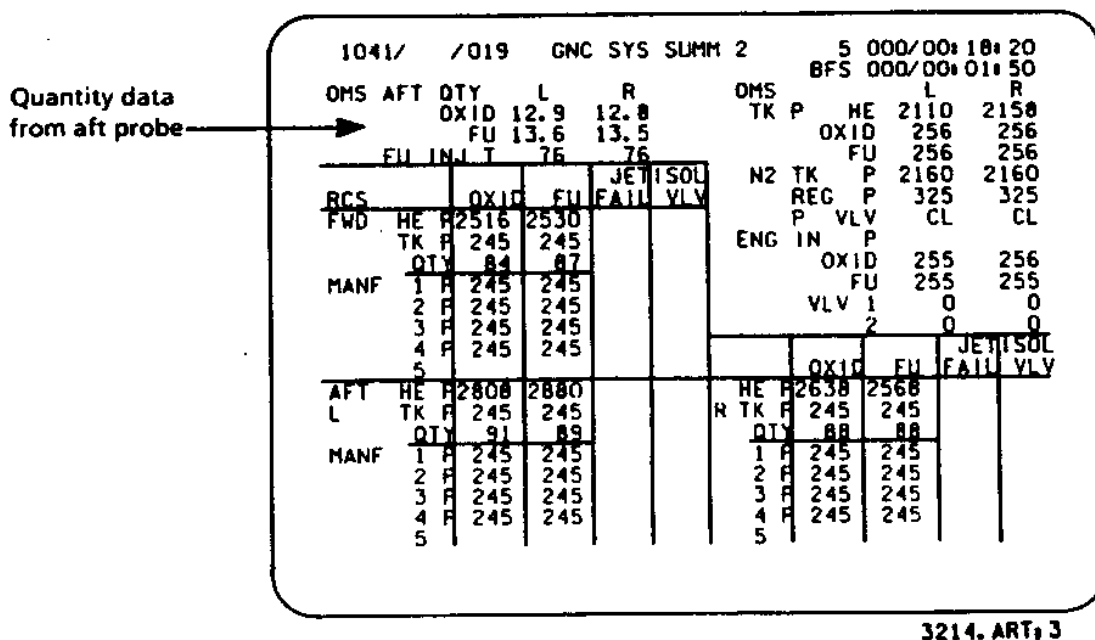 1041/ /019 GNC SYS SUMM 2 5 000/00:18:20
BFS 000/00:01:50
Quantity data
from aft probe
OMS AFT QTY L R
OXID 12.9 12.8
FU 13.6 13.5
FU INJ T 76 76
OMS L R
TK P HE 2110 2158
OXID 256 256
FU 256 256
N2 TK P 2160 2160
REG P 325 325
P VLV CL CL
ENG IN P
OXID 255 256
FU 255 255
VLV 1 0 0
2 0 0
JET ISOL
RCS OXID FU FAIL VLV
FWD HE P 2516 2530
TK P 245 245
QTY 84 87
MANF 1 P 245 245
2 P 245 245
3 P 245 245
4 P 245 245
5
AFT HE P 2808 2880
L TK P 245 245
QTY 91 89
MANF 1 P 245 245
2 P 245 245
3 P 245 245
4 P 245 245
5
JET ISOL
OXID FU FAIL VLV
HE P 2638 2568
R TK P 245 245
QTY 88 88
1 P 245 245
2 P 245 245
3 P 245 245
4 P 245 245
5
3214.ART; 3